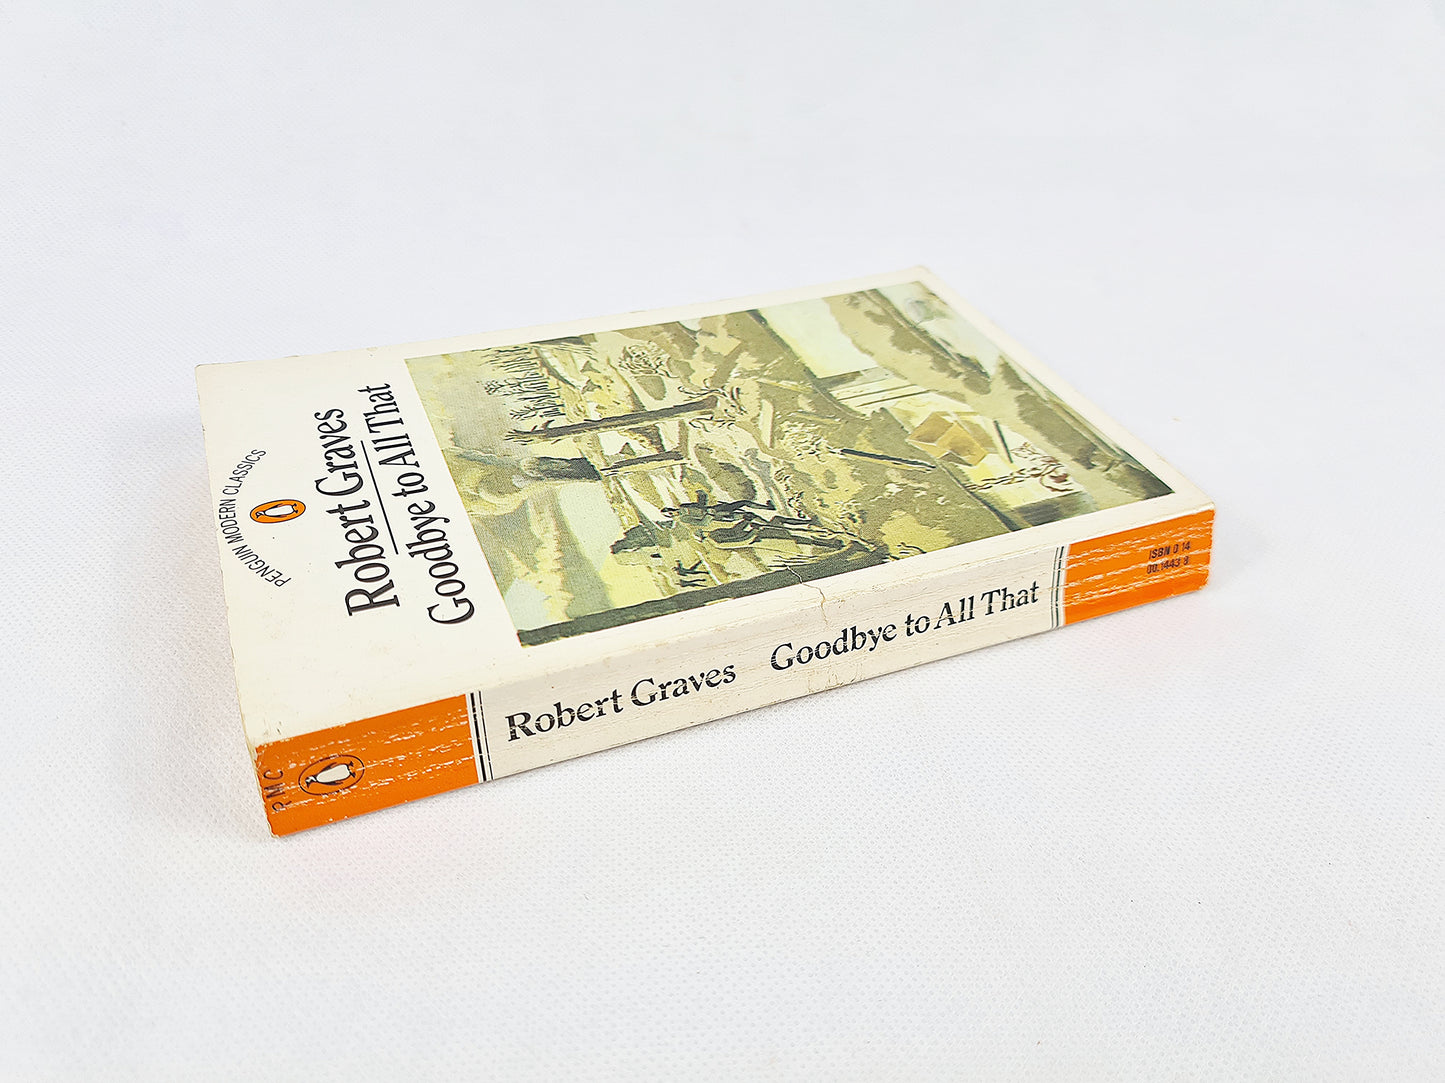 PENGUIN MODERN CLASSICS
Robert Graves
Goodbye to All That
PMC
Robert Graves Goodbye to All That
ISBN 0 14
00.1443 8